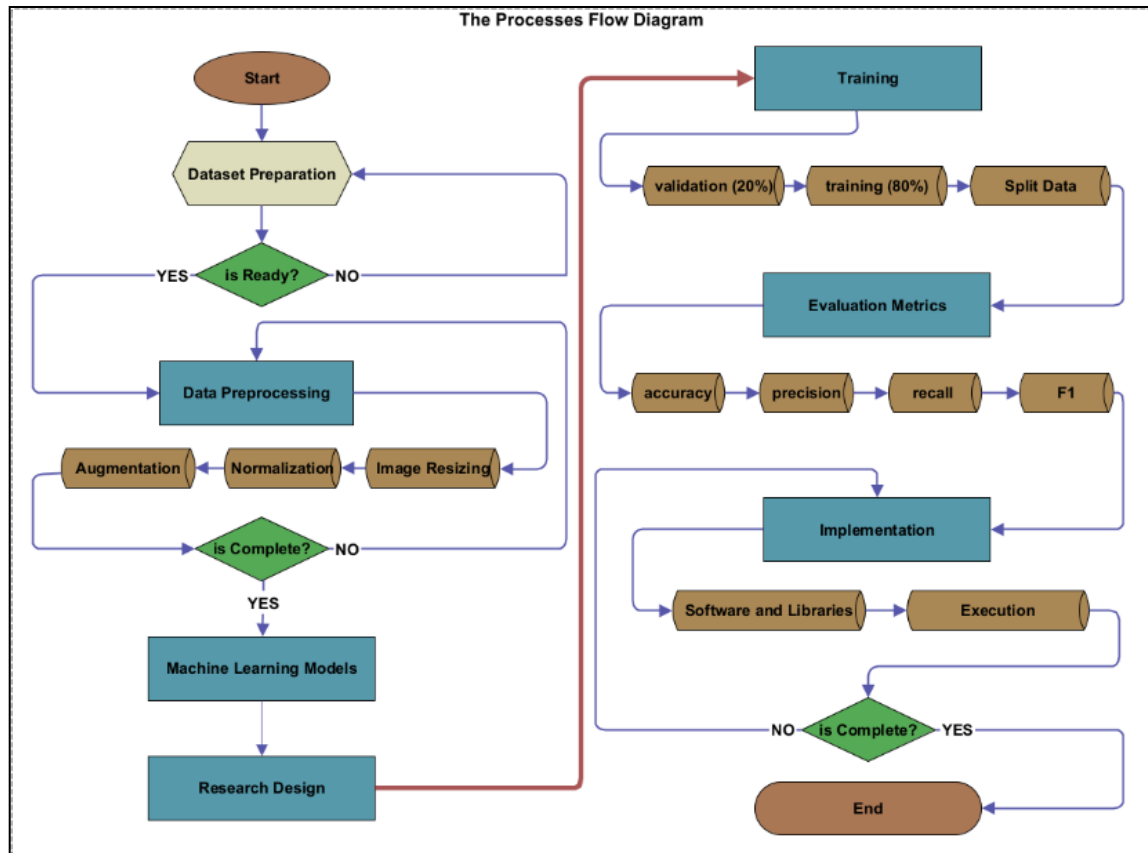 The Processes Flow Diagram
Start
Dataset Preparation
YES
is Ready?
NO
Data Preprocessing
Augmentation
Normalization
Image Resizing
is Complete?
NO
YES
Machine Learning Models
Research Design
Training
validation (20%)
training (80%)
Split Data
Evaluation Metrics
accuracy
precision
recall
F1
Implementation
Software and Libraries
Execution
NO
is Complete?
YES
End